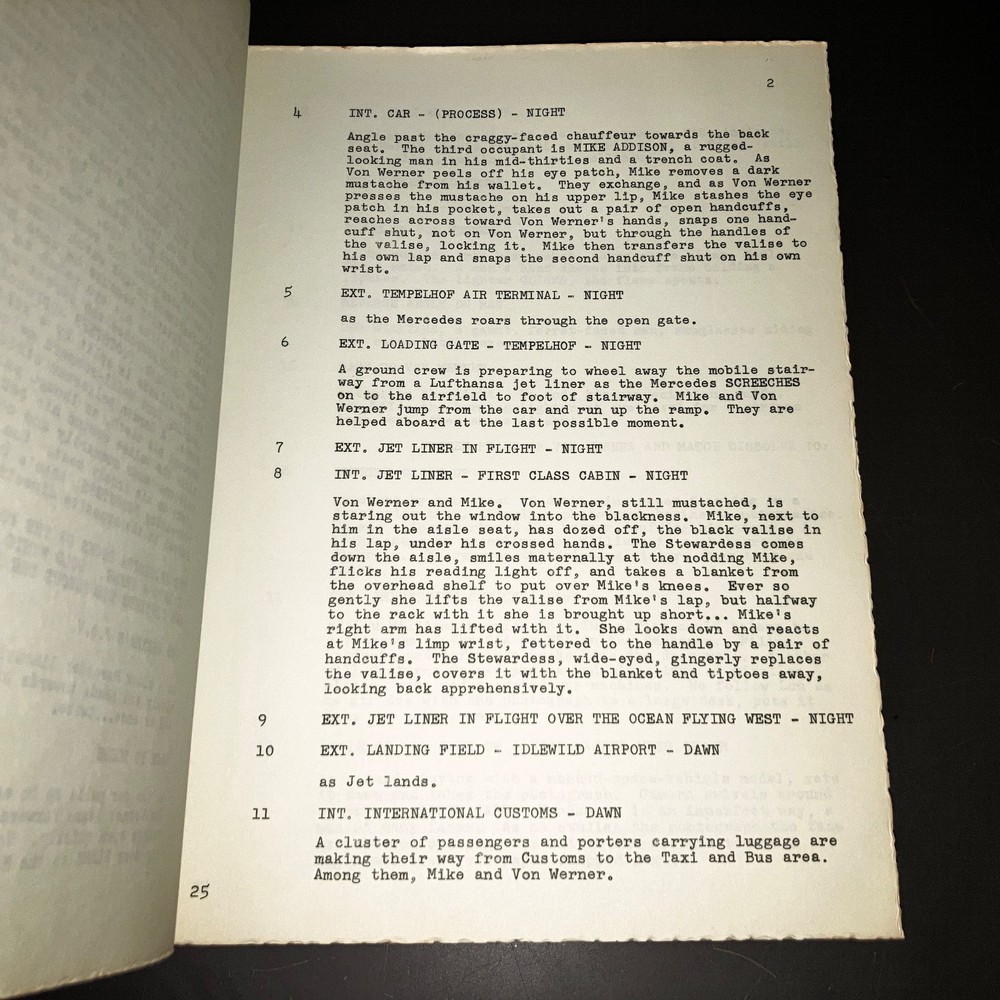 2
4 INT. CAR - (PROCESS) - NIGHT
Angle past the craggy-faced chauffeur towards the back
seat. The third occupant is MIKE ADDISON, a rugged-
looking man in his mid-thirties and a trench coat. As
Von Werner peels off his eye patch, Mike removes a dark
mustache from his wallet. They exchange, and as Von Werner
presses the mustache on his upper lip, Mike stashes the eye
patch in his pocket, takes out a pair of open handcuffs,
reaches across toward Von Werner's hands, snaps one hand-
cuff shut, not on Von Werner, but through the handles of
the valise, locking it. Mike then transfers the valise to
his own lap and snaps the second handcuff shut on his own
wrist.
5 EXT. TEMPELHOF AIR TERMINAL - NIGHT
as the Mercedes roars through the open gate.
6 EXT. LOADING GATE - TEMPELHOF - NIGHT
A ground crew is preparing to wheel away the mobile stair-
way from a Lufthansa jet liner as the Mercedes SCREECHES
on to the airfield to foot of stairway. Mike and Von
Werner jump from the car and run up the ramp. They are
helped aboard at the last possible moment.
7 EXT. JET LINER IN FLIGHT - NIGHT
8 INT. JET LINER - FIRST CLASS CABIN - NIGHT
Von Werner and Mike. Von Werner, still mustached, is
staring out the window into the blackness. Mike, next to
him in the aisle seat, has dozed off, the black valise in
his lap, under his crossed hands. The Stewardess comes
down the aisle, smiles maternally at the nodding Mike,
flicks his reading light off, and takes a blanket from
the overhead shelf to put over Mike's knees. Ever so
gently she lifts the valise from Mike's lap, but halfway
to the rack with it she is brought up short... Mike's
right arm has lifted with it. She looks down and reacts
at Mike's limp wrist, fettered to the handle by a pair of
handcuffs. The Stewardess, wide-eyed, gingerly replaces
the valise, covers it with the blanket and tiptoes away,
looking back apprehensively.
9 EXT. JET LINER IN FLIGHT OVER THE OCEAN FLYING WEST - NIGHT
10 EXT. LANDING FIELD - IDLEWILD AIRPORT - DAWN
as Jet lands.
11 INT. INTERNATIONAL CUSTOMS - DAWN
A cluster of passengers and porters carrying luggage are
making their way from Customs to the Taxi and Bus area.
Among them, Mike and Von Werner.
25